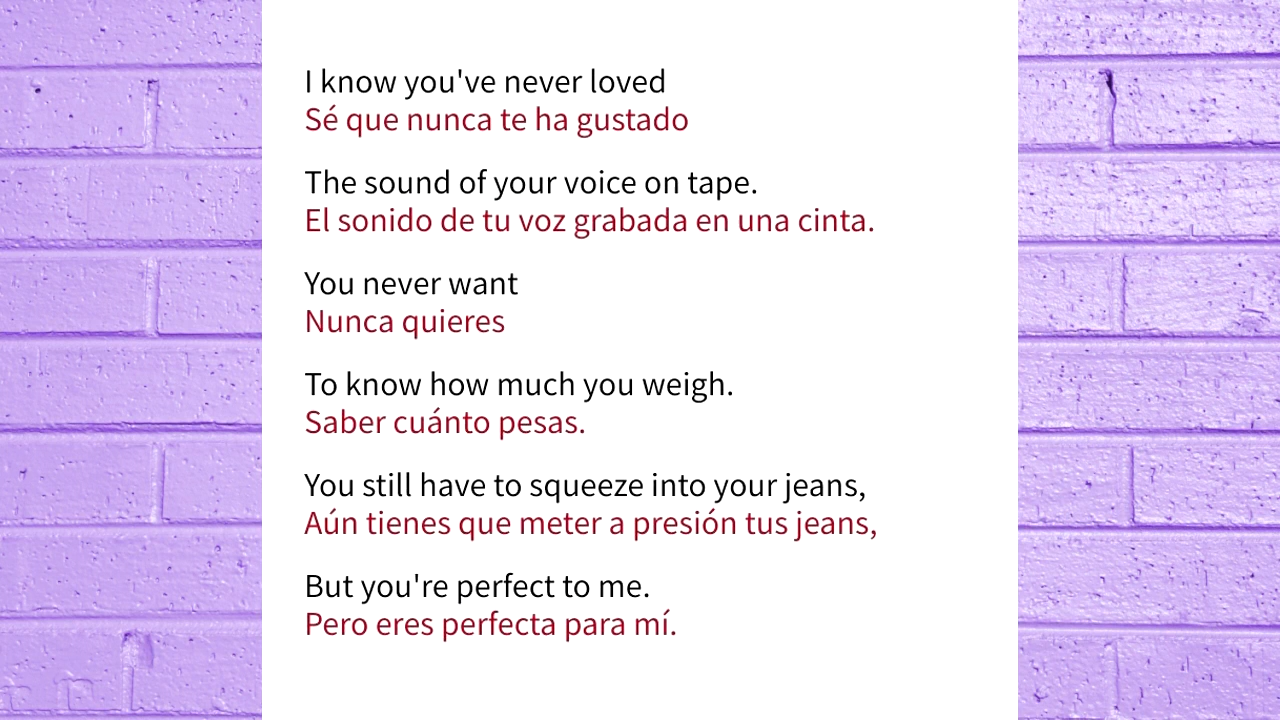 I know you've never loved
Sé que nunca te ha gustado
The sound of your voice on tape.
El sonido de tu voz grabada en una cinta.
You never want
Nunca quieres
To know how much you weigh.
Saber cuánto pesas.
You still have to squeeze into your jeans,
Aún tienes que meter a presión tus jeans,
But you're perfect to me.
Pero eres perfecta para mí.